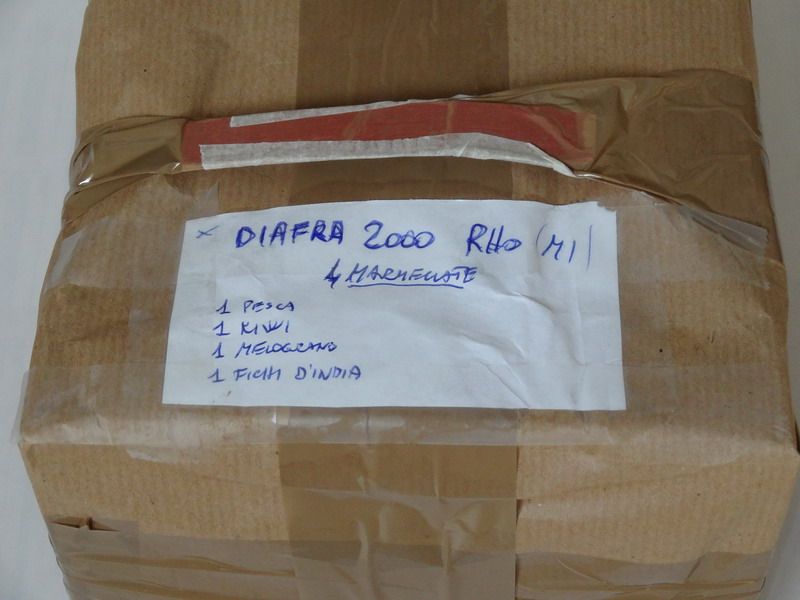 x DIAFRA 2000 RHO (MI)
4 MARMELLATE
1 PESCA
1 KIWI
1 MELOGRANO
1 FICHI D'INDIA